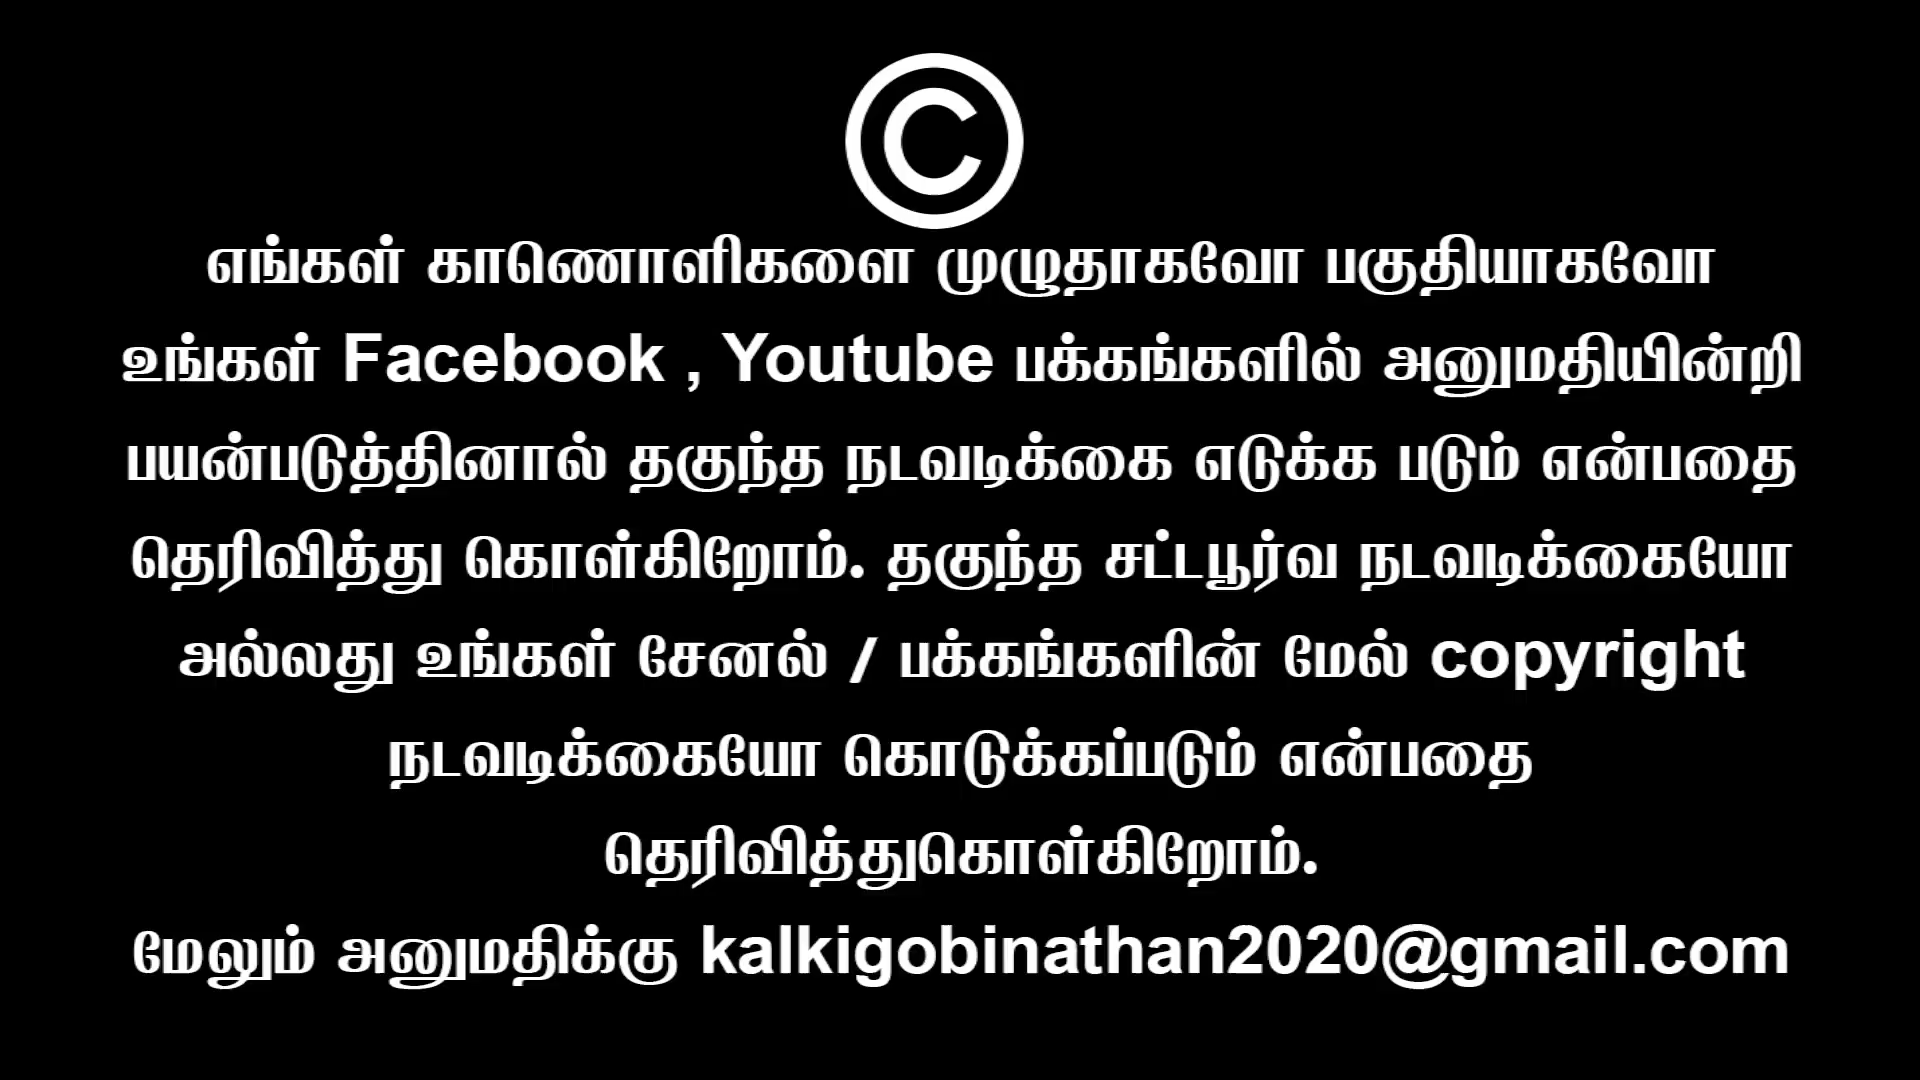 ©
எங்கள் காணொளிகளை முழுதாகவோ பகுதியாகவோ
உங்கள் Facebook , Youtube பக்கங்களில் அனுமதியின்றி
பயன்படுத்தினால் தகுந்த நடவடிக்கை எடுக்க படும் என்பதை
தெரிவித்து கொள்கிறோம். தகுந்த சட்டபூர்வ நடவடிக்கையோ
அல்லது உங்கள் சேனல் / பக்கங்களின் மேல் copyright
நடவடிக்கையோ கொடுக்கப்படும் என்பதை
தெரிவித்துகொள்கிறோம்.
மேலும் அனுமதிக்கு kalkigobinathan2020@gmail.com